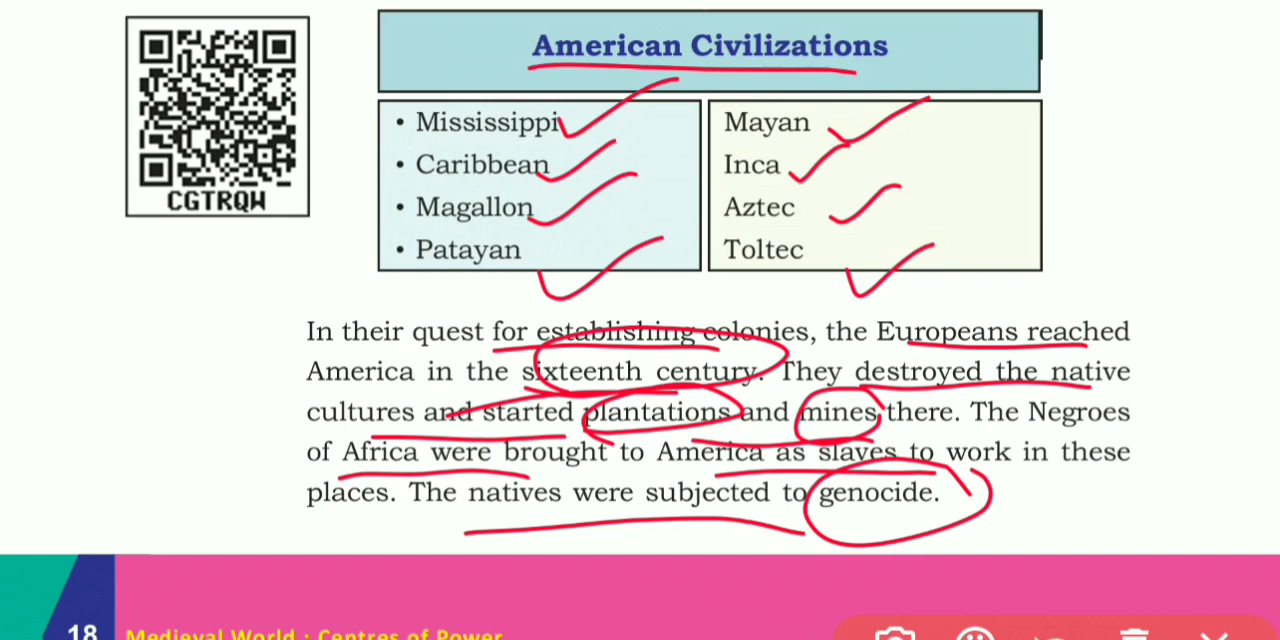 American Civilizations
• Mississippi
• Caribbean
• Magallon
• Patayan
Mayan
Inca
Aztec
Toltec
CGTRQW
In their quest for establishing colonies, the Europeans reached
America in the sixteenth century. They destroyed the native
cultures and started plantations and mines there. The Negroes
of Africa were brought to America as slaves to work in these
places. The natives were subjected to genocide.
18 Medieval World : Centres of Power